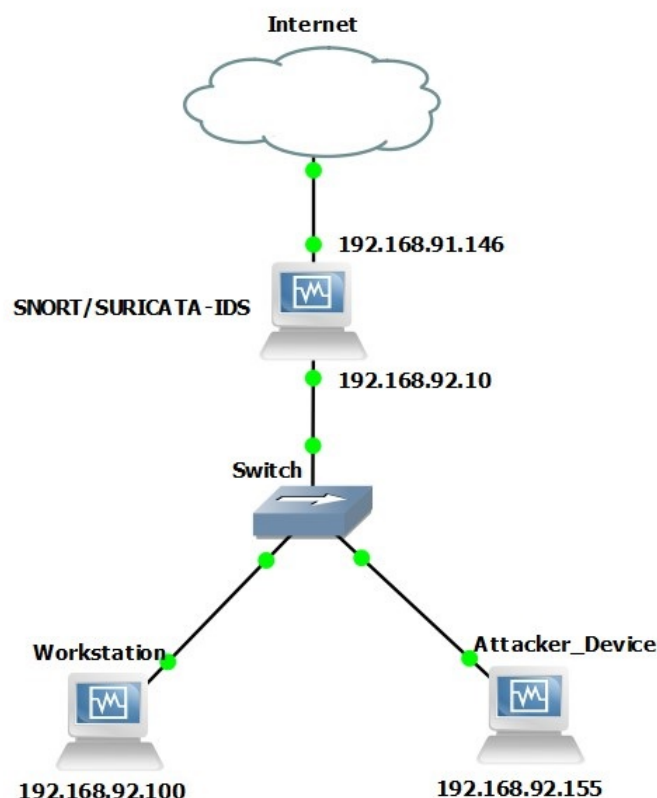 Internet
192.168.91.146
SNORT/SURICATA-IDS
192.168.92.10
Switch
Workstation
Attacker_Device
192.168.92.100
192.168.92.155